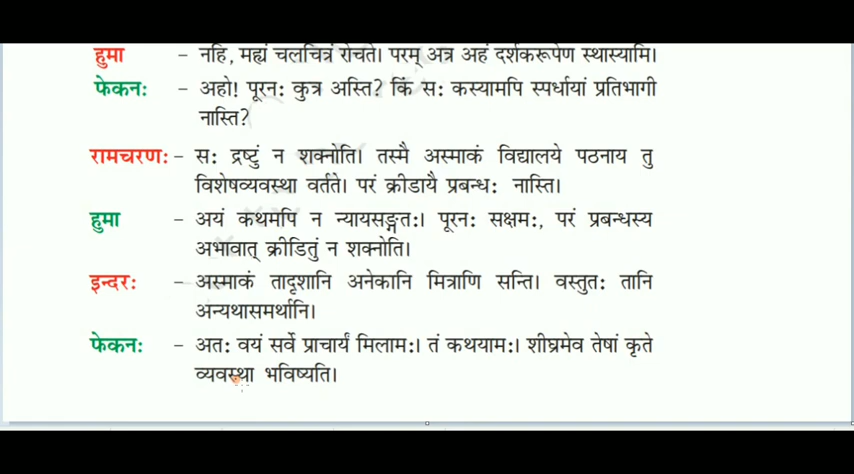 हुमा – नहि, मह्यं चलचित्रं रोचते। परम् अत्र अहं दर्शकरूपेण स्थास्यामि।
फेकनः – अहो! पूरनः कुत्र अस्ति? किं सः कस्यामपि स्पर्धायां प्रतिभागी
नास्ति?
रामचरणः – सः द्रष्टुं न शक्नोति। तस्मै अस्माकं विद्यालये पठनाय तु
विशेषव्यवस्था वर्तते। परं क्रीडायै प्रबन्धः नास्ति।
हुमा – अयं कथमपि न न्यायसङ्गतः। पूरनः सक्षमः, परं प्रबन्धस्य
अभावात् क्रीडितुं न शक्नोति।
इन्दरः – अस्माकं तादृशानि अनेकानि मित्राणि सन्ति। वस्तुतः तानि
अन्यथासमर्थानि।
फेकनः – अतः वयं सर्वे प्राचार्यं मिलामः। तं कथयामः। शीघ्रमेव तेषां कृते
व्यवस्था भविष्यति।